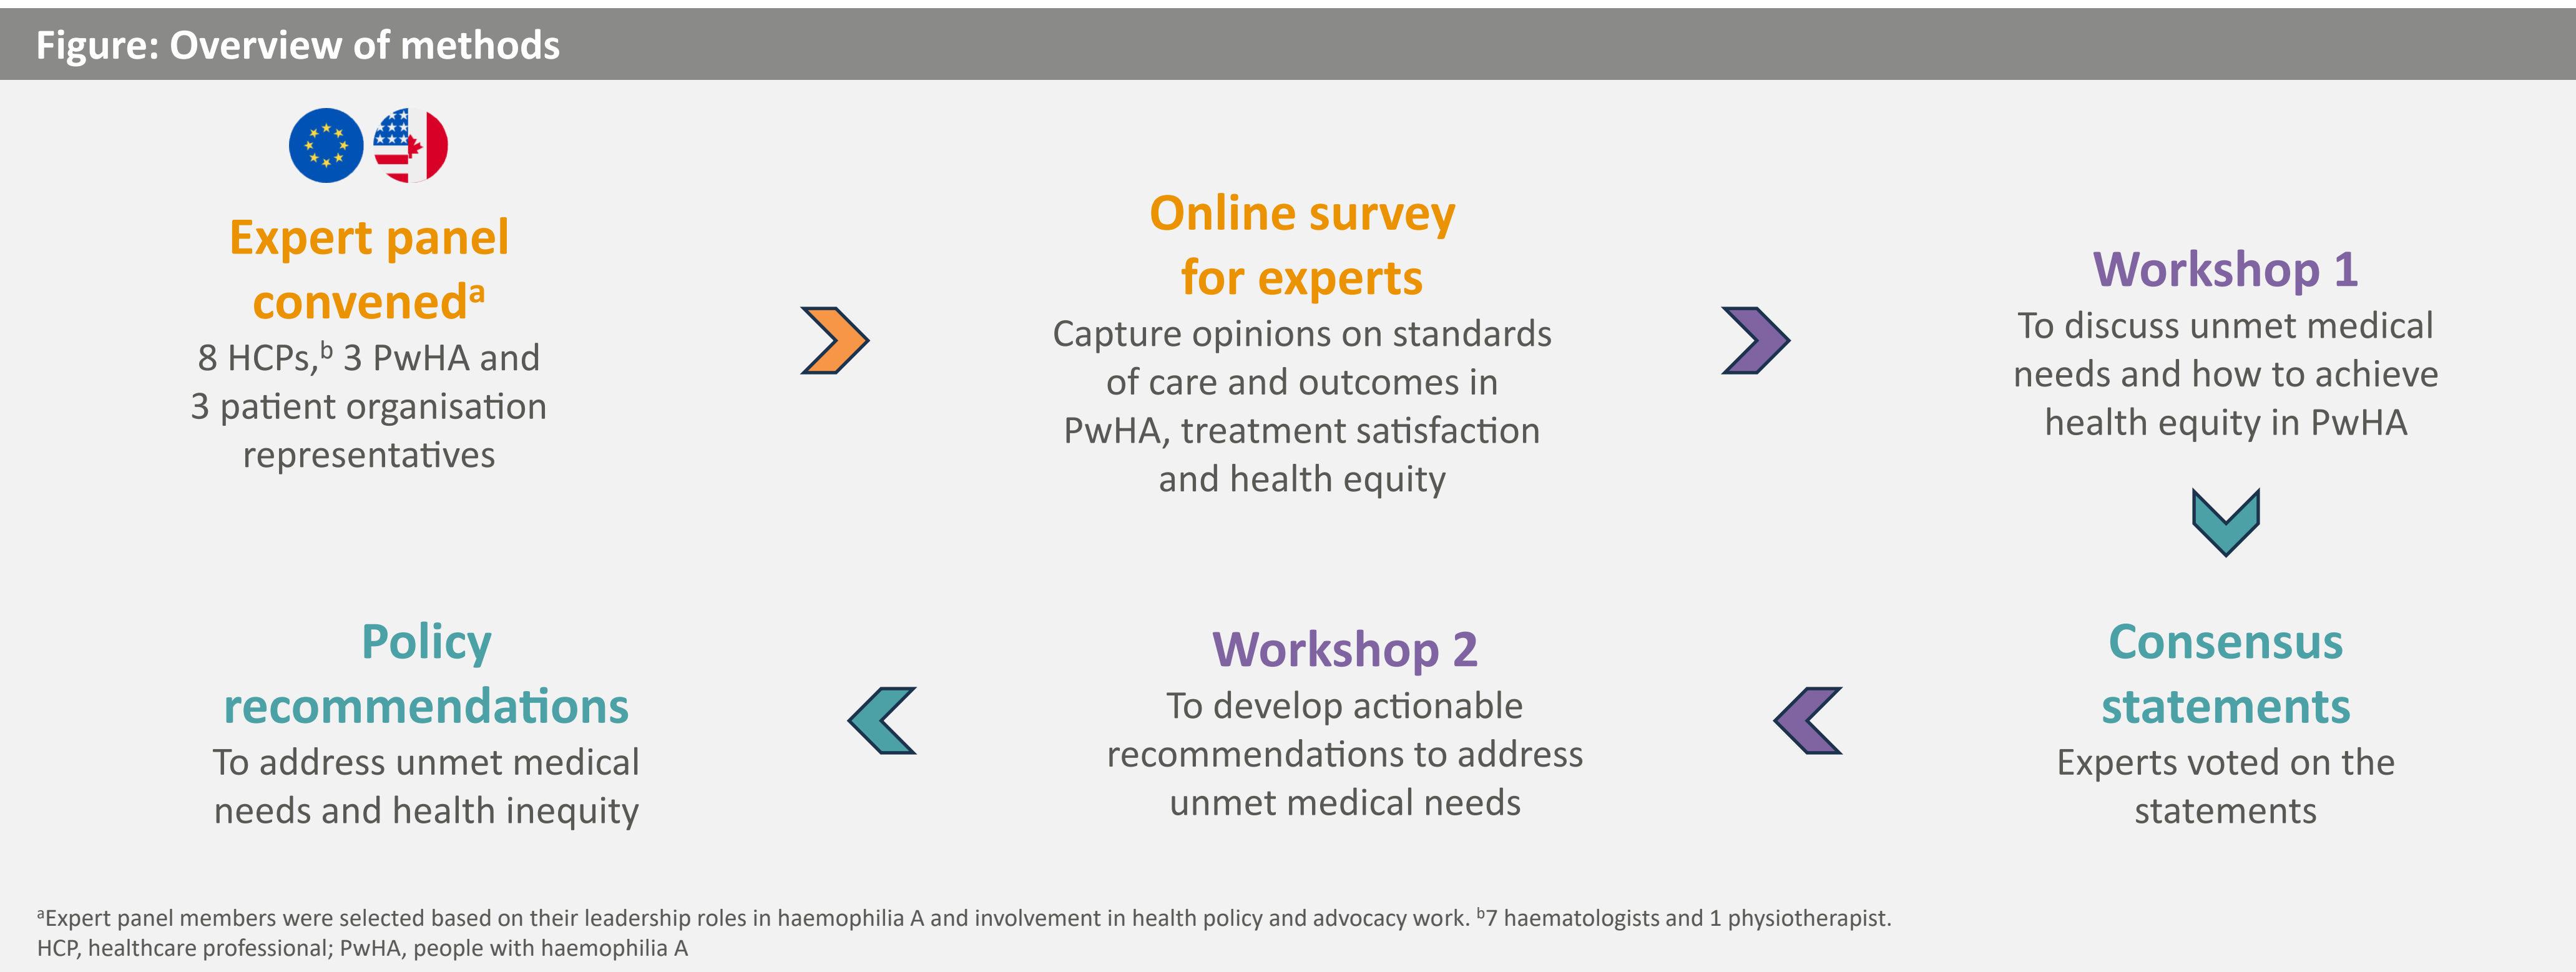 Figure: Overview of methods
Expert panel
convenedᵃ
8 HCPs,ᵇ 3 PwHA and
3 patient organisation
representatives
Online survey
for experts
Capture opinions on standards
of care and outcomes in
PwHA, treatment satisfaction
and health equity
Workshop 1
To discuss unmet medical
needs and how to achieve
health equity in PwHA
Consensus
statements
Experts voted on the
statements
Workshop 2
To develop actionable
recommendations to address
unmet medical needs
Policy
recommendations
To address unmet medical
needs and health inequity
ᵃExpert panel members were selected based on their leadership roles in haemophilia A and involvement in health policy and advocacy work. ᵇ7 haematologists and 1 physiotherapist.
HCP, healthcare professional; PwHA, people with haemophilia A